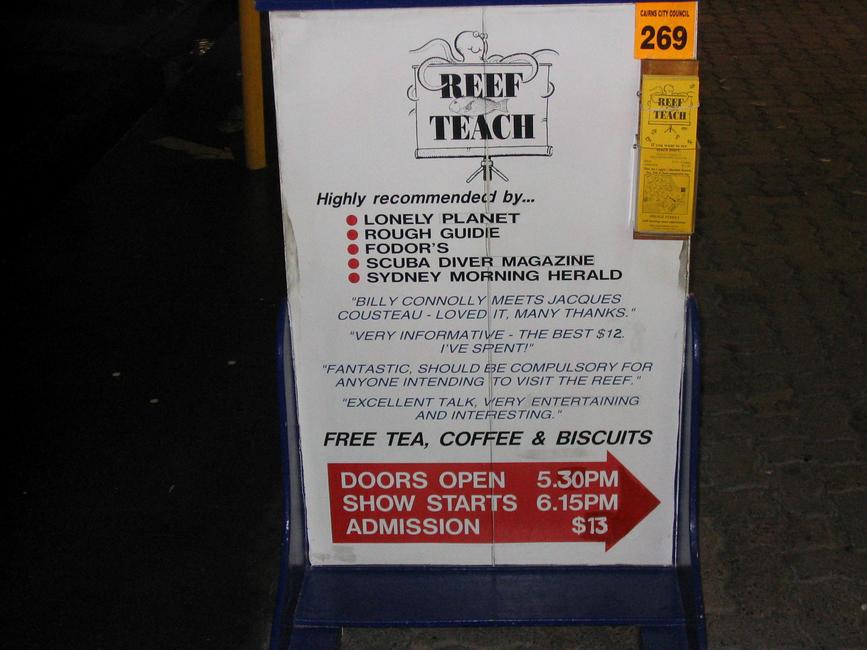 CAIRNS CITY COUNCIL
269
REEF
TEACH
REEF
TEACH
Highly recommended by...
LONELY PLANET
ROUGH GUIDE
FODOR'S
SCUBA DIVER MAGAZINE
SYDNEY MORNING HERALD
"BILLY CONNOLLY MEETS JACQUES
COUSTEAU - LOVED IT, MANY THANKS."
"VERY INFORMATIVE - THE BEST $12.
I'VE SPENT!"
"FANTASTIC, SHOULD BE COMPULSORY FOR
ANYONE INTENDING TO VISIT THE REEF."
"EXCELLENT TALK, VERY ENTERTAINING
AND INTERESTING."
FREE TEA, COFFEE & BISCUITS
DOORS OPEN 5.30PM
SHOW STARTS 6.15PM
ADMISSION $13